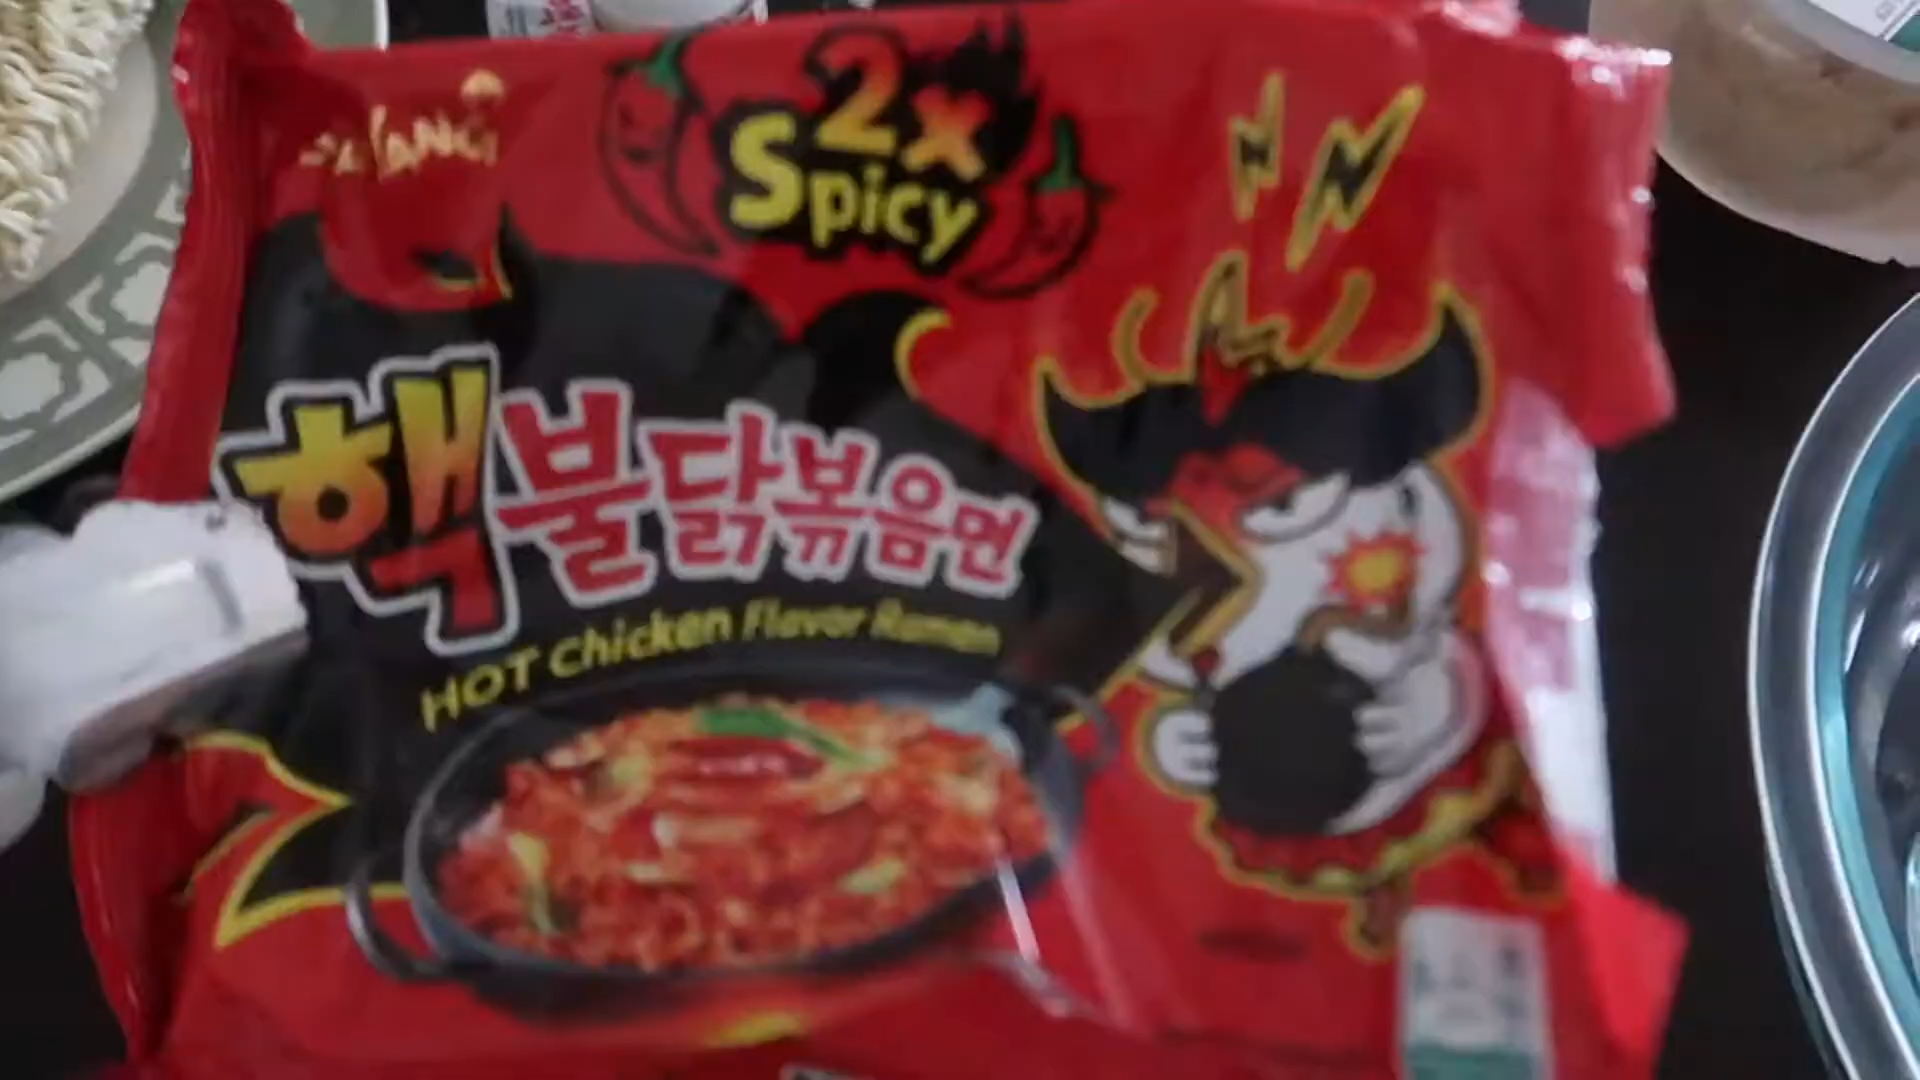 2x
Spicy
핵불닭볶음면
HOT Chicken Flavor Ramen